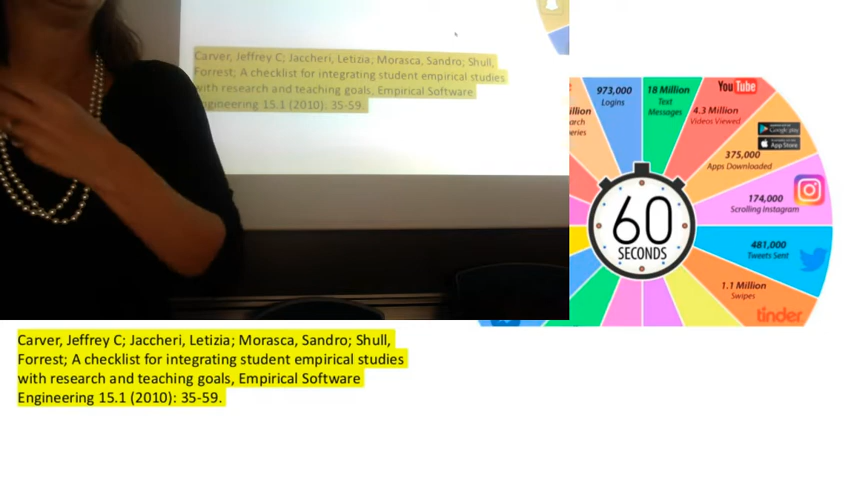 Carver, Jeffrey C; Jaccheri, Letizia; Morasca, Sandro; Shull,
Forrest; A checklist for integrating student empirical studies
with research and teaching goals, Empirical Software
Engineering 15.1 (2010): 35-59.
973,000
Logins
18 Million
Text
Messages
YouTube
4.3 Million
Videos Viewed
Google play
App Store
375,000
Apps Downloaded
174,000
Scrolling Instagram
60
SECONDS
481,000
Tweets Sent
1.1 Million
Swipes
tinder
Carver, Jeffrey C; Jaccheri, Letizia; Morasca, Sandro; Shull,
Forrest; A checklist for integrating student empirical studies
with research and teaching goals, Empirical Software
Engineering 15.1 (2010): 35-59.